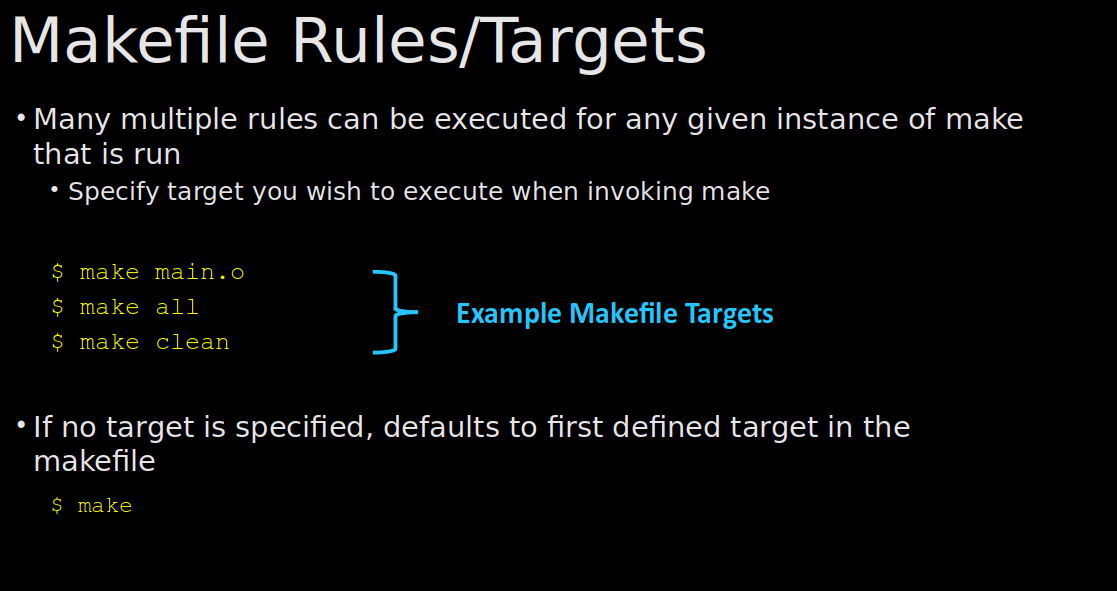 Makefile Rules/Targets
• Many multiple rules can be executed for any given instance of make
that is run
• Specify target you wish to execute when invoking make
$ make main.o
$ make all
$ make clean
Example Makefile Targets
• If no target is specified, defaults to first defined target in the
makefile
$ make